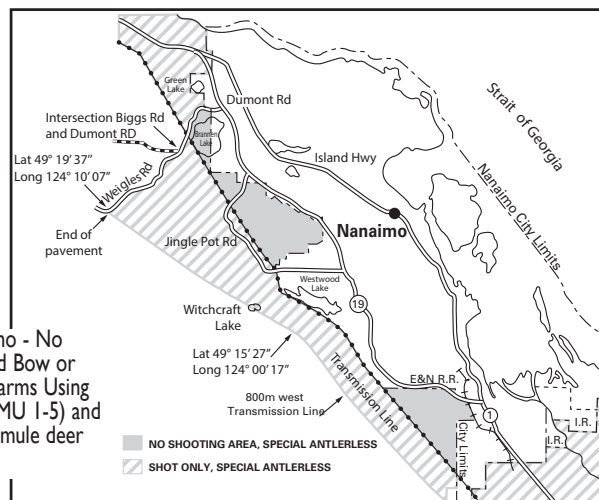 Green
Lake
Dumont Rd
Intersection Biggs Rd
and Dumont RD
Brannen
Lake
Strait of Georgia
Island Hwy
Lat 49° 19'37"
Long 124° 10'07"
Weigles Rd
Nanaimo City Limits
Nanaimo
End of
pavement
Jingle Pot Rd
Westwood
Lake
19
Witchcraft
Lake
mo - No
d Bow or
arms Using
MU 1-5) and
mule deer
Lat 49° 15'27"
Long 124° 00'17"
Transmission Line
E&N R.R.
800m west
Transmission Line
1
I.R.
I.R.
City Limits
NO SHOOTING AREA, SPECIAL ANTLERLESS
SHOT ONLY, SPECIAL ANTLERLESS